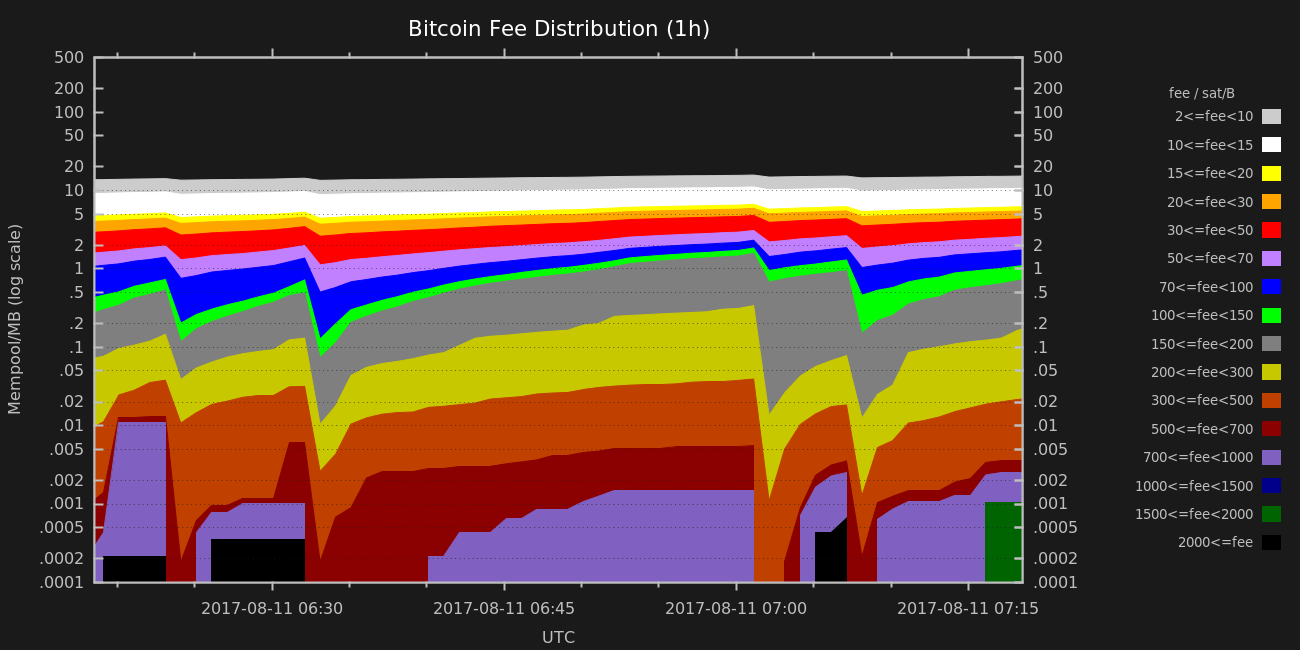 Bitcoin Fee Distribution (1h)
Mempool/MB (log scale)
500
200
100
50
20
10
5
2
1
.5
.2
.1
.05
.02
.01
.005
.002
.001
.0005
.0002
.0001
500
200
100
50
20
10
5
2
1
.5
.2
.1
.05
.02
.01
.005
.002
.001
.0005
.0002
.0001
fee / sat/B
2<=fee<10
10<=fee<15
15<=fee<20
20<=fee<30
30<=fee<50
50<=fee<70
70<=fee<100
100<=fee<150
150<=fee<200
200<=fee<300
300<=fee<500
500<=fee<700
700<=fee<1000
1000<=fee<1500
1500<=fee<2000
2000<=fee
2017-08-11 06:30 2017-08-11 06:45 2017-08-11 07:00 2017-08-11 07:15
UTC